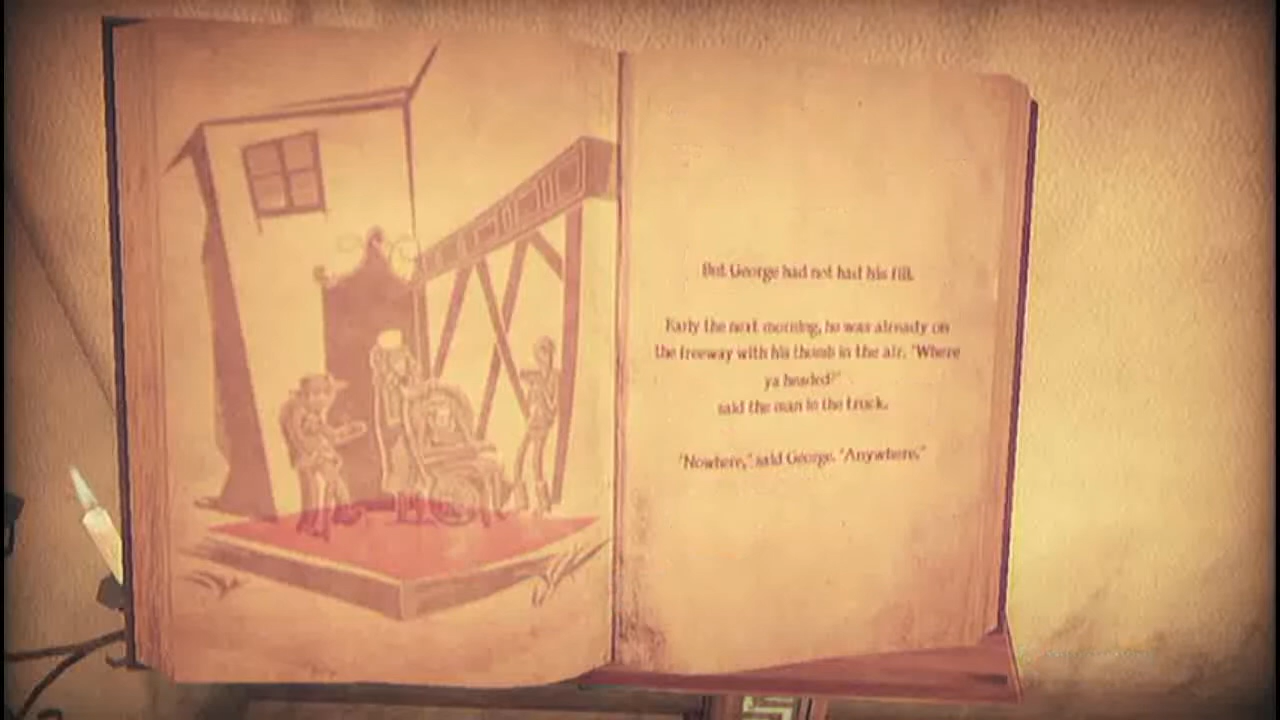 But George had not had his fill.
Early the next morning, he was already on
the freeway with his thumb in the air. "Where
ya headed?"
said the man in the truck.
"Nowhere," said George. "Anywhere."